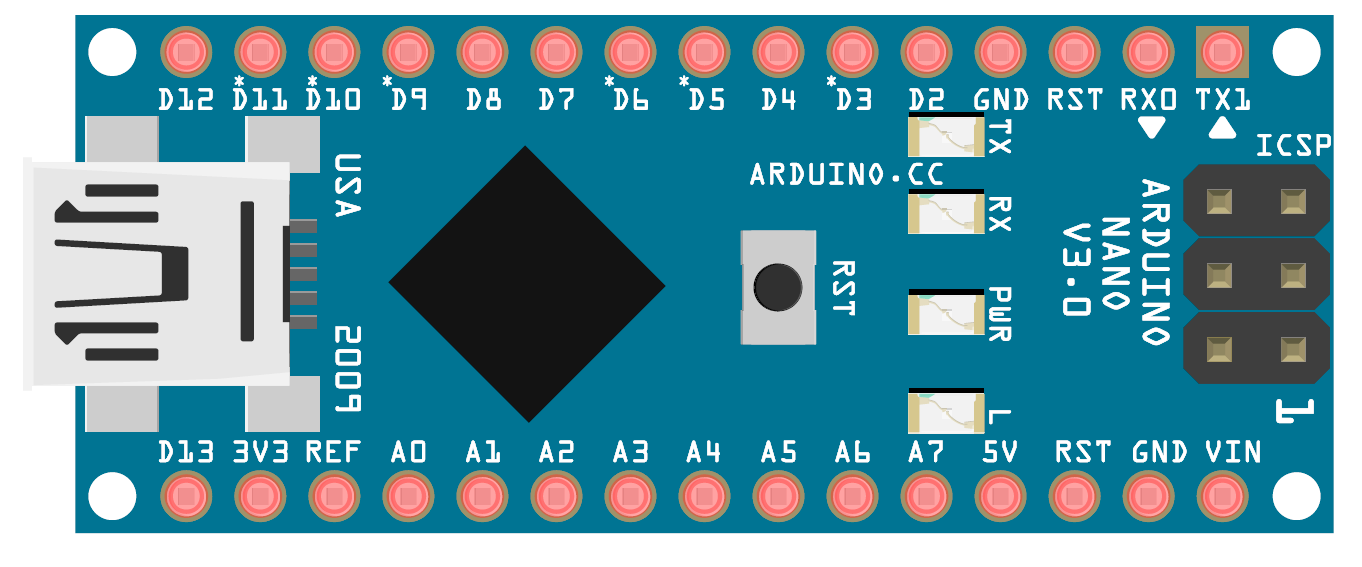 D12 *D11 *D10 *D9 D8 D7 *D6 *D5 D4 *D3 D2 GND RST RX0 TX1
ICSP
TX
ARDUINO.CC
RX
USA
2009
RST
PWR
L
ARDUINO
NANO
V3.0
1
D13 3V3 REF A0 A1 A2 A3 A4 A5 A6 A7 5V RST GND VIN